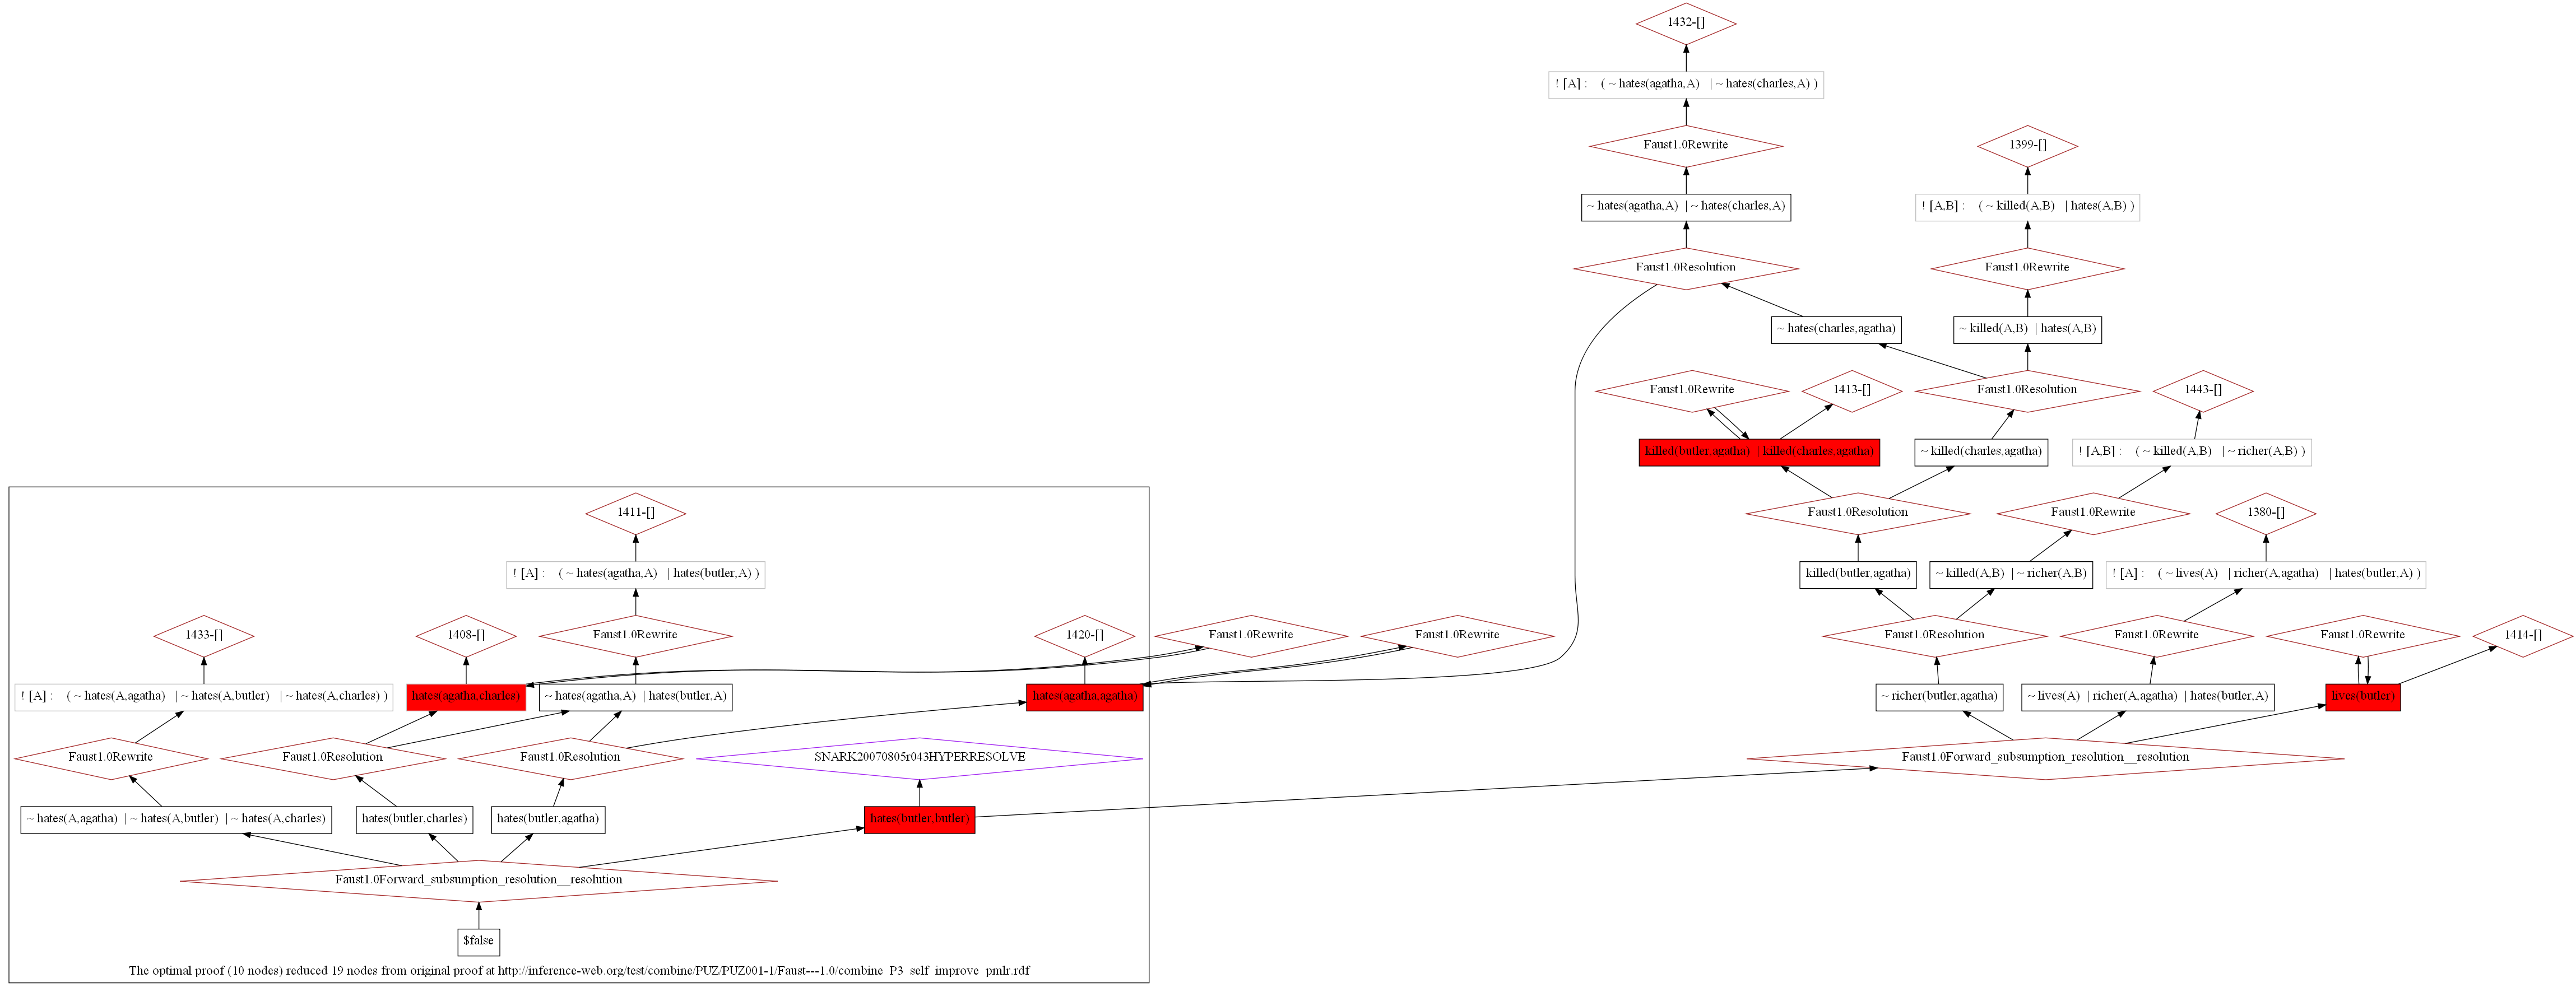 1432-[]
! [A] : ( ~ hates(agatha,A) | ~ hates(charles,A) )
Faust1.0Rewrite
1399-[]
~ hates(agatha,A) | ~ hates(charles,A)
! [A,B] : ( ~ killed(A,B) | hates(A,B) )
Faust1.0Resolution
Faust1.0Rewrite
~ hates(charles,agatha)
~ killed(A,B) | hates(A,B)
Faust1.0Rewrite
1413-[]
Faust1.0Resolution
1443-[]
killed(butler,agatha) | killed(charles,agatha)
~ killed(charles,agatha)
! [A,B] : ( ~ killed(A,B) | ~ richer(A,B) )
1411-[]
Faust1.0Resolution
Faust1.0Rewrite
1380-[]
! [A] : ( ~ hates(agatha,A) | hates(butler,A) )
killed(butler,agatha)
~ killed(A,B) | ~ richer(A,B)
! [A] : ( ~ lives(A) | richer(A,agatha) | hates(butler,A) )
1433-[]
1408-[]
Faust1.0Rewrite
1420-[]
Faust1.0Rewrite
Faust1.0Rewrite
Faust1.0Resolution
Faust1.0Rewrite
Faust1.0Rewrite
1414-[]
! [A] : ( ~ hates(A,agatha) | ~ hates(A,butler) | ~ hates(A,charles) )
hates(agatha,charles)
~ hates(agatha,A) | hates(butler,A)
hates(agatha,agatha)
~ richer(butler,agatha)
~ lives(A) | richer(A,agatha) | hates(butler,A)
lives(butler)
Faust1.0Rewrite
Faust1.0Resolution
Faust1.0Resolution
SNARK20070805r043HYPERRESOLVE
Faust1.0Forward_subsumption_resolution__resolution
~ hates(A,agatha) | ~ hates(A,butler) | ~ hates(A,charles)
hates(butler,charles)
hates(butler,agatha)
hates(butler,butler)
Faust1.0Forward_subsumption_resolution__resolution
$false
The optimal proof (10 nodes) reduced 19 nodes from original proof at http://inference-web.org/test/combine/PUZ/PUZ001-1/Faust---1.0/combine_P3_self_improve_pmlr.rdf